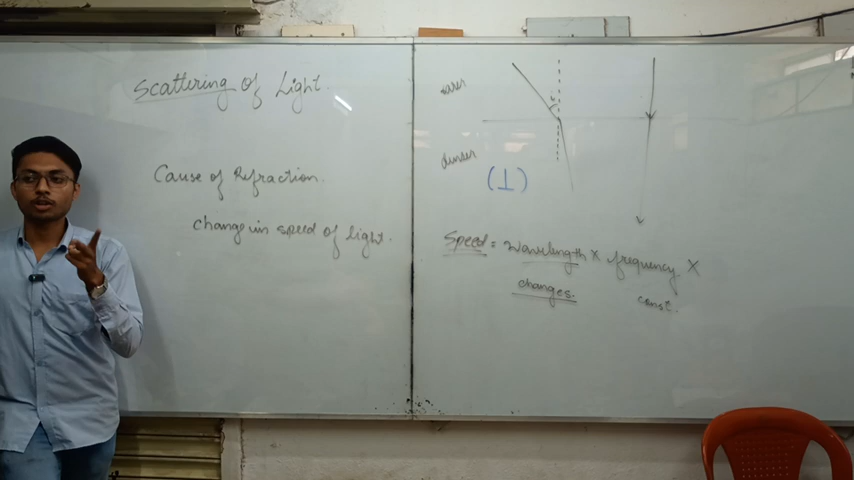 Scattering of Light
Cause of Refraction.
change in speed of light.
rarer
i
denser
(⊥)
Speed = Wavelength × frequency ×
changes.
const.